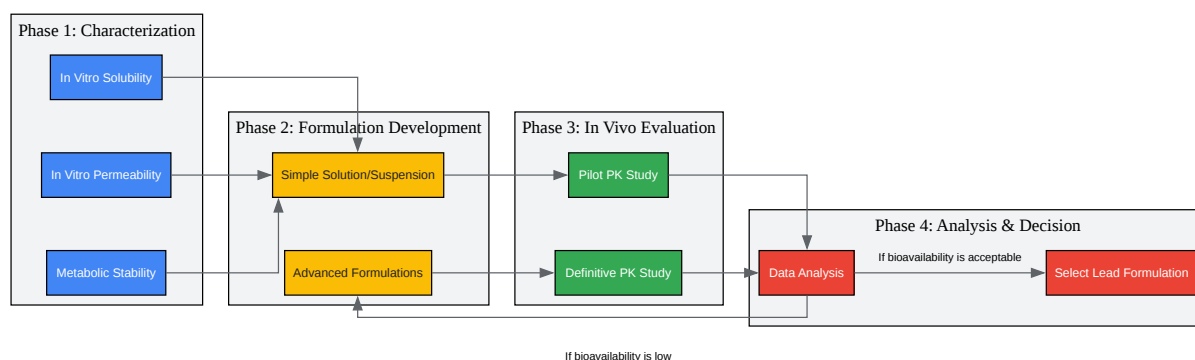 Phase 1: Characterization
In Vitro Solubility
In Vitro Permeability
Metabolic Stability
Phase 2: Formulation Development
Simple Solution/Suspension
Advanced Formulations
Phase 3: In Vivo Evaluation
Pilot PK Study
Definitive PK Study
Phase 4: Analysis & Decision
Data Analysis
If bioavailability is acceptable
Select Lead Formulation
If bioavailability is low